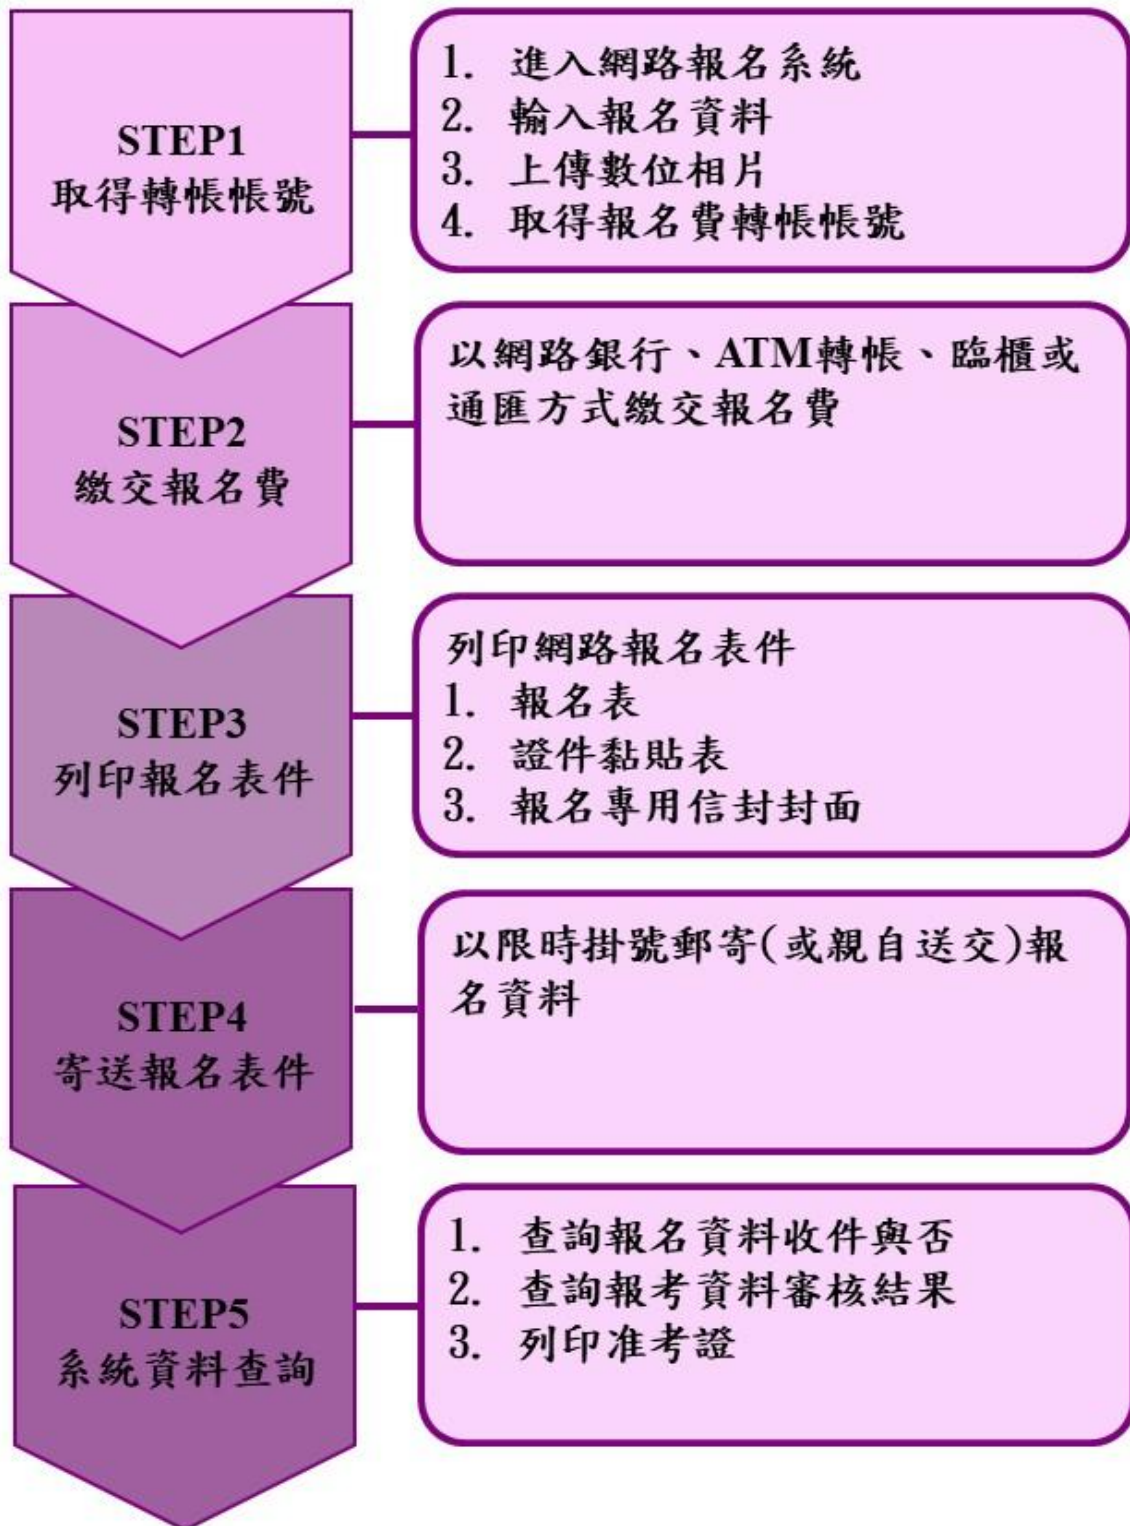 STEP1
取得轉帳帳號
1. 進入網路報名系統
2. 輸入報名資料
3. 上傳數位相片
4. 取得報名費轉帳帳號
STEP2
繳交報名費
以網路銀行、ATM轉帳、臨櫃或
通匯方式繳交報名費
STEP3
列印報名表件
列印網路報名表件
1. 報名表
2. 證件黏貼表
3. 報名專用信封封面
STEP4
寄送報名表件
以限時掛號郵寄(或親自送交)報
名資料
STEP5
系統資料查詢
1. 查詢報名資料收件與否
2. 查詢報考資料審核結果
3. 列印准考證